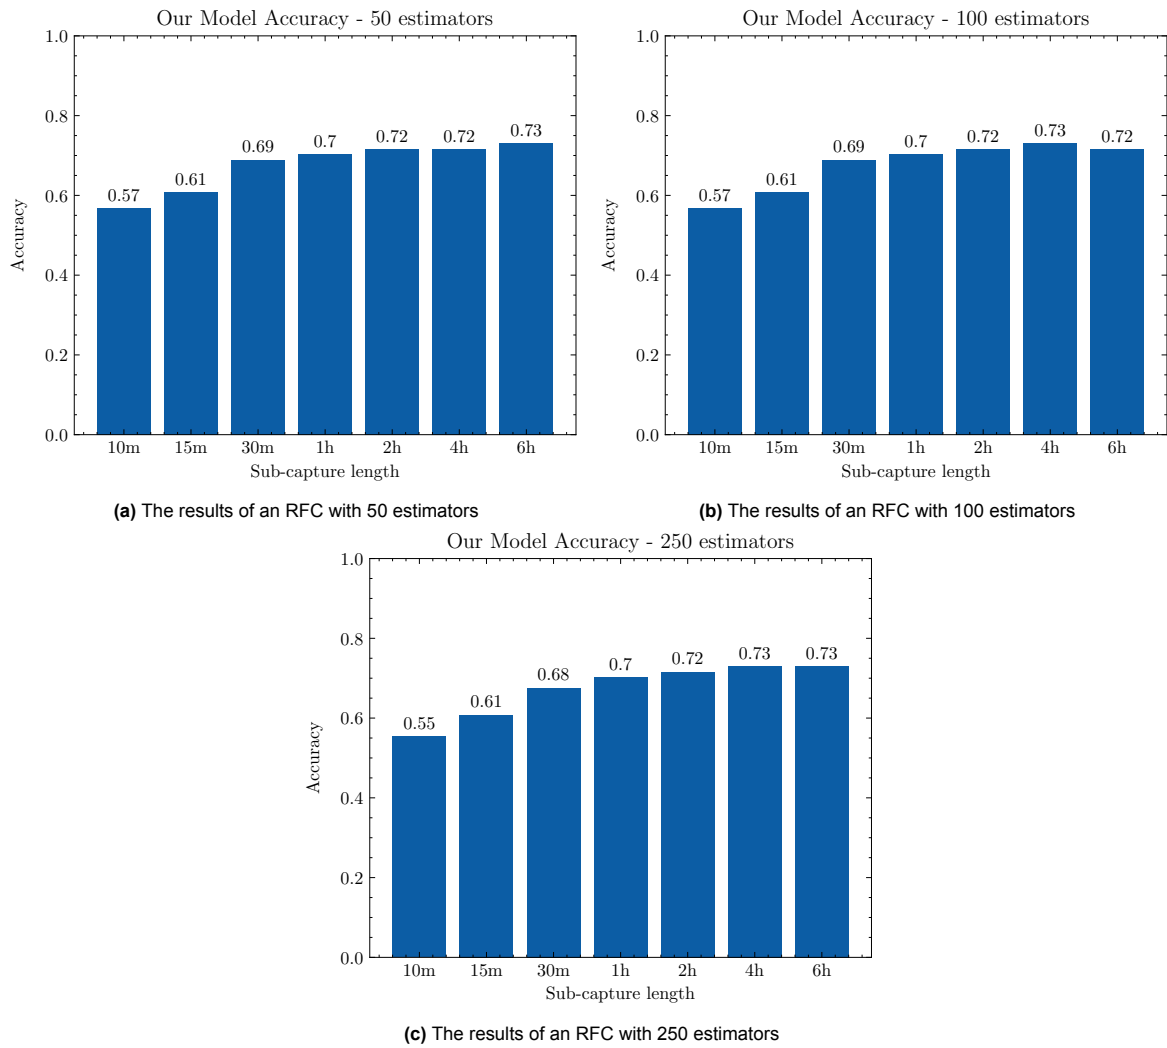 Our Model Accuracy - 50 estimators
1.0
0.8
0.6
0.4
0.2
0.0
Accuracy
0.57
0.61
0.69
0.7
0.72
0.72
0.73
10m 15m 30m 1h 2h 4h 6h
Sub-capture length
(a) The results of an RFC with 50 estimators
Our Model Accuracy - 100 estimators
1.0
0.8
0.6
0.4
0.2
0.0
Accuracy
0.57
0.61
0.69
0.7
0.72
0.73
0.72
10m 15m 30m 1h 2h 4h 6h
Sub-capture length
(b) The results of an RFC with 100 estimators
Our Model Accuracy - 250 estimators
1.0
0.8
0.6
0.4
0.2
0.0
Accuracy
0.55
0.61
0.68
0.7
0.72
0.73
0.73
10m 15m 30m 1h 2h 4h 6h
Sub-capture length
(c) The results of an RFC with 250 estimators